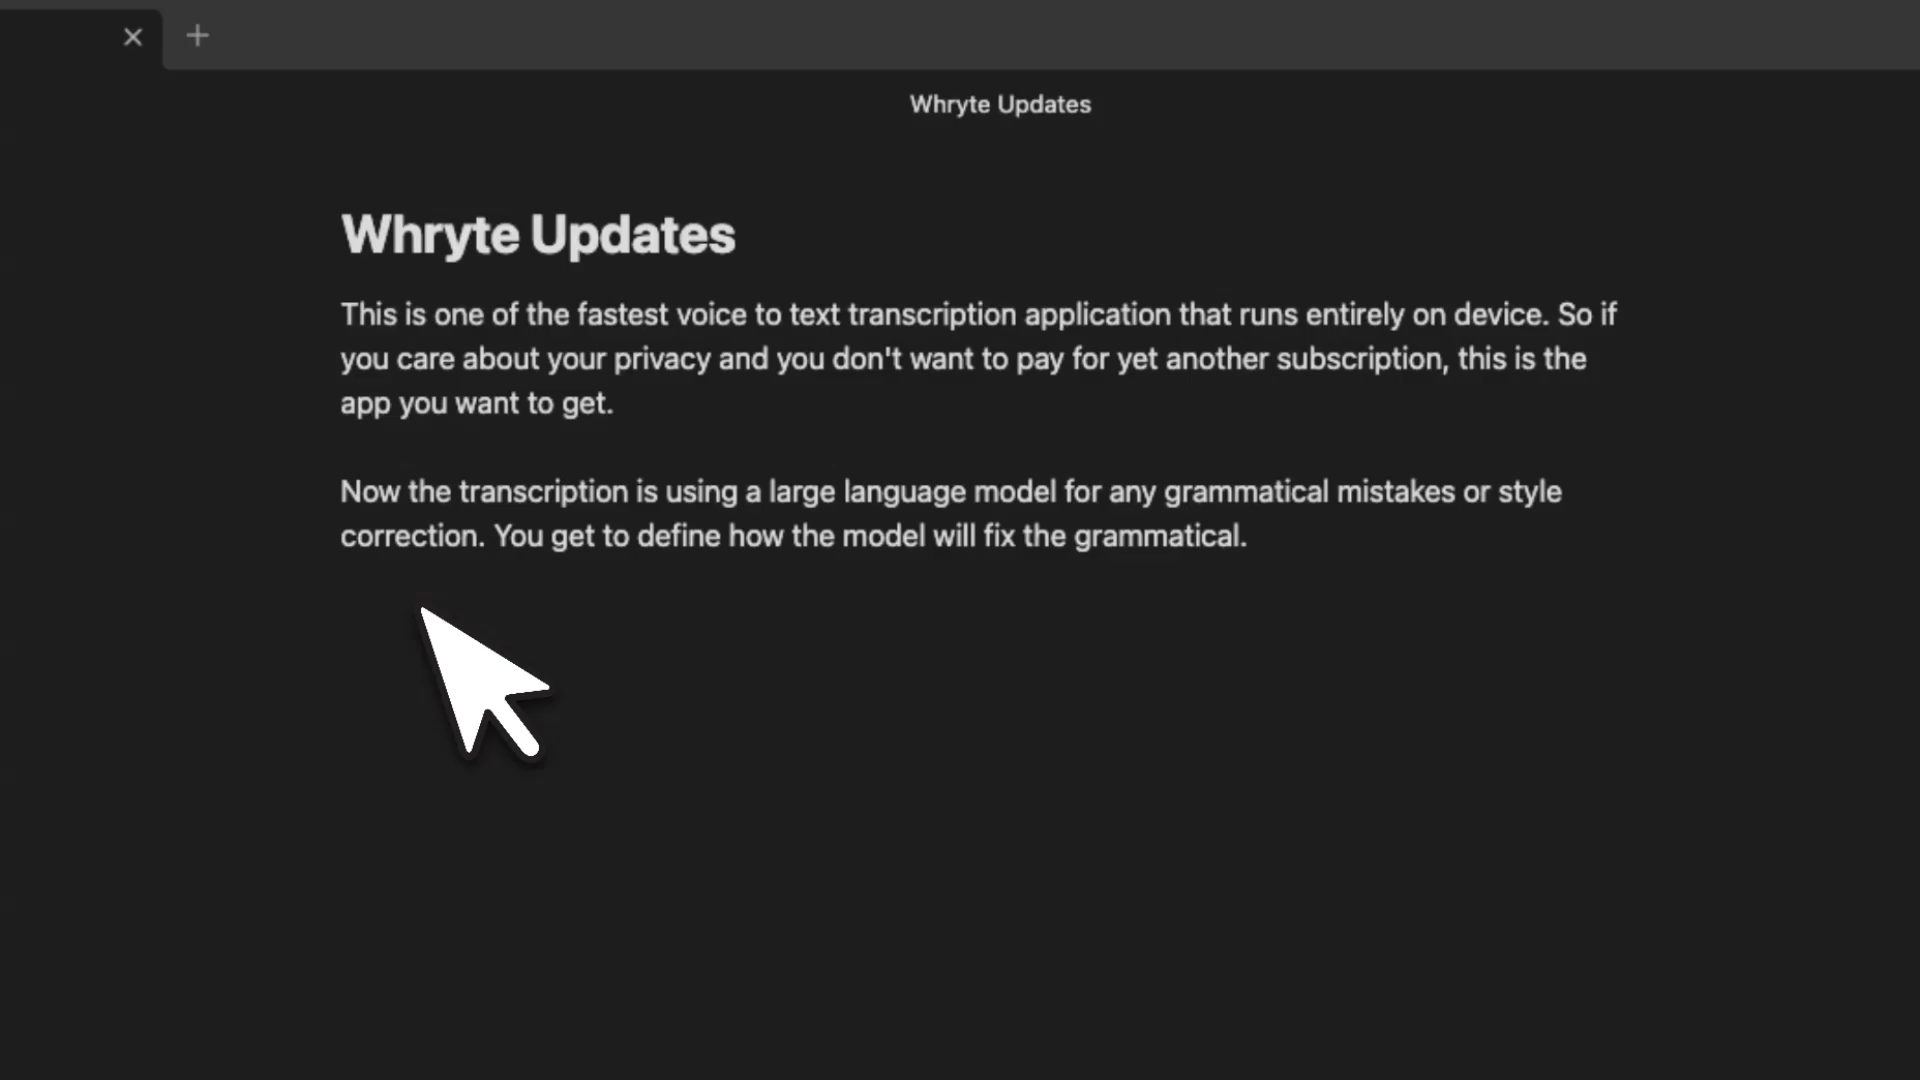 Whryte Updates
Whryte Updates
This is one of the fastest voice to text transcription application that runs entirely on device. So if
you care about your privacy and you don't want to pay for yet another subscription, this is the
app you want to get.
Now the transcription is using a large language model for any grammatical mistakes or style
correction. You get to define how the model will fix the grammatical.